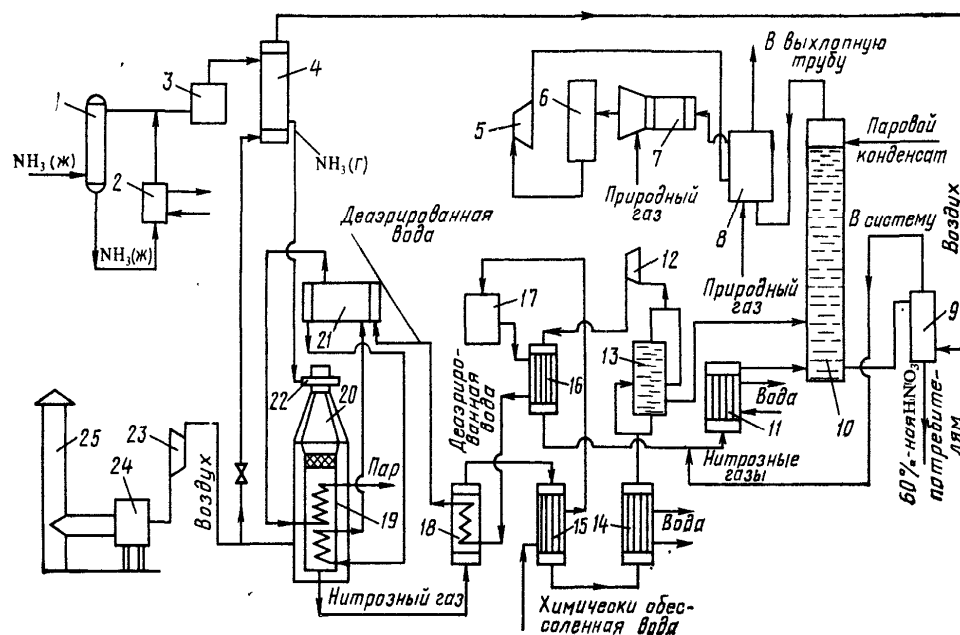 В выхлопную
трубу
3
4
1
5
6
7
Паровой
конденсат
NH₃(ж)
2
NH₃(г)
Природный
газ
8
Воздух
Деаэрированная
вода
В систему
NH₃(ж)
12
17
Природный
газ
9
21
13
16
22
20
Деаэриро-
ванная
вода
11
Вода
10
25
23
Нитрозные
газы
60%-ная HNO₃
потребите-
лям
24
Воздух
Пар
19
18
15
14
Вода
Нитрозный газ
Химически обес-
соленная вода